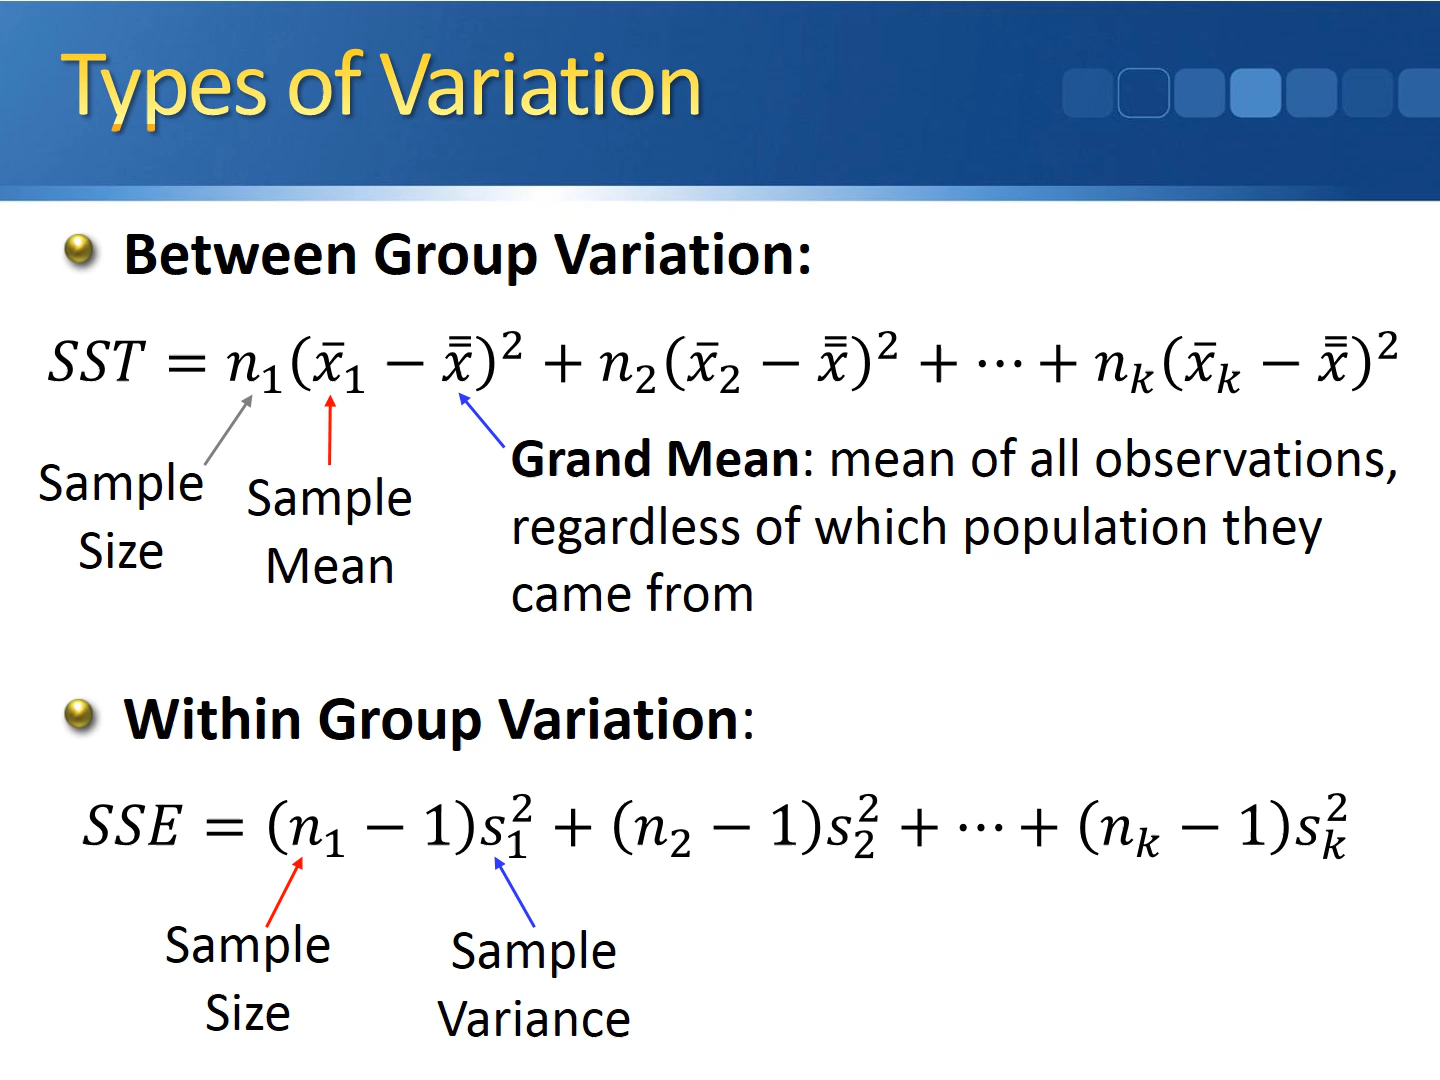 Types of Variation
Between Group Variation:
SST = n₁(x̄₁ − x̿)² + n₂(x̄₂ − x̿)² + ⋯ + nₖ(x̄ₖ − x̿)²
Sample
Size
Sample
Mean
Grand Mean: mean of all observations,
regardless of which population they
came from
Within Group Variation:
SSE = (n₁ − 1)s₁² + (n₂ − 1)s₂² + ⋯ + (nₖ − 1)sₖ²
Sample
Size
Sample
Variance